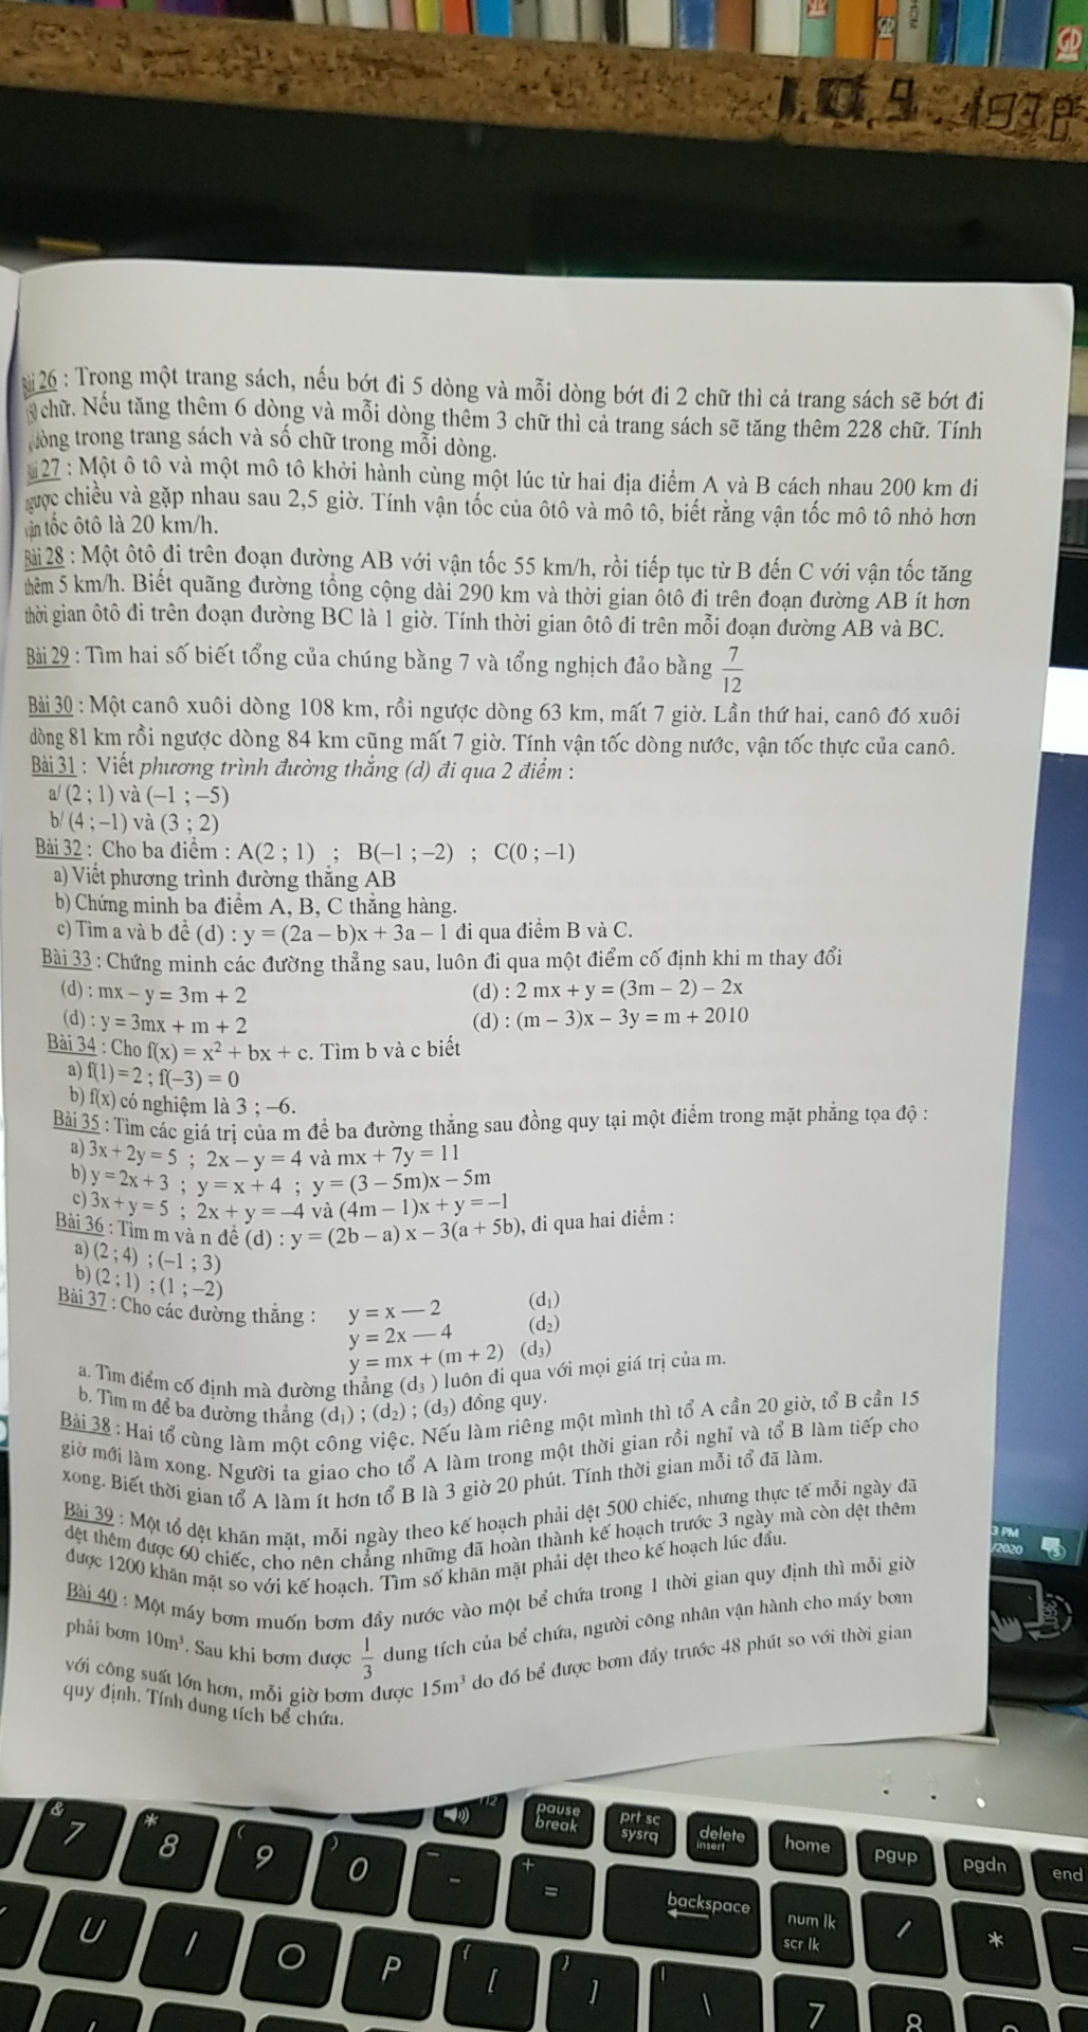 GD
1.0.9.1978
26 : Trong một trang sách, nếu bớt đi 5 dòng và mỗi dòng bớt đi 2 chữ thì cả trang sách sẽ bớt đi
chữ. Nếu tăng thêm 6 dòng và mỗi dòng thêm 3 chữ thì cả trang sách sẽ tăng thêm 228 chữ. Tính
dòng trong trang sách và số chữ trong mỗi dòng.
27 : Một ô tô và một mô tô khởi hành cùng một lúc từ hai địa điểm A và B cách nhau 200 km đi
ngược chiều và gặp nhau sau 2,5 giờ. Tính vận tốc của ôtô và mô tô, biết rằng vận tốc mô tô nhỏ hơn
vận tốc ôtô là 20 km/h.
Bài 28 : Một ôtô đi trên đoạn đường AB với vận tốc 55 km/h, rồi tiếp tục từ B đến C với vận tốc tăng
thêm 5 km/h. Biết quãng đường tổng cộng dài 290 km và thời gian ôtô đi trên đoạn đường AB ít hơn
thời gian ôtô đi trên đoạn đường BC là 1 giờ. Tính thời gian ôtô đi trên mỗi đoạn đường AB và BC.
Bài 29 : Tìm hai số biết tổng của chúng bằng 7 và tổng nghịch đảo bằng 7/12
Bài 30 : Một canô xuôi dòng 108 km, rồi ngược dòng 63 km, mất 7 giờ. Lần thứ hai, canô đó xuôi
dòng 81 km rồi ngược dòng 84 km cũng mất 7 giờ. Tính vận tốc dòng nước, vận tốc thực của canô.
Bài 31 : Viết phương trình đường thẳng (d) đi qua 2 điểm :
a/ (2 ; 1) và (−1 ; −5)
b/ (4 ; −1) và (3 ; 2)
Bài 32 : Cho ba điểm : A(2 ; 1) ; B(−1 ; −2) ; C(0 ; −1)
a) Viết phương trình đường thẳng AB
b) Chứng minh ba điểm A, B, C thẳng hàng.
c) Tìm a và b để (d) : y = (2a − b)x + 3a − 1 đi qua điểm B và C.
Bài 33 : Chứng minh các đường thẳng sau, luôn đi qua một điểm cố định khi m thay đổi
(d) : mx − y = 3m + 2 (d) : 2 mx + y = (3m − 2) − 2x
(d) : y = 3mx + m + 2 (d) : (m − 3)x − 3y = m + 2010
Bài 34 : Cho f(x) = x² + bx + c. Tìm b và c biết
a) f(1) = 2 ; f(−3) = 0
b) f(x) có nghiệm là 3 ; −6.
Bài 35 : Tìm các giá trị của m để ba đường thẳng sau đồng quy tại một điểm trong mặt phẳng tọa độ :
a) 3x + 2y = 5 ; 2x − y = 4 và mx + 7y = 11
b) y = 2x + 3 ; y = x + 4 ; y = (3 − 5m)x − 5m
c) 3x + y = 5 ; 2x + y = −4 và (4m − 1)x + y = −1
Bài 36 : Tìm m và n để (d) : y = (2b − a) x − 3(a + 5b), đi qua hai điểm :
a) (2 ; 4) ; (−1 ; 3)
b) (2 ; 1) ; (1 ; −2)
Bài 37 : Cho các đường thẳng : y = x — 2 (d₁)
y = 2x — 4 (d₂)
y = mx + (m + 2) (d₃)
a. Tìm điểm cố định mà đường thẳng (d₃ ) luôn đi qua với mọi giá trị của m.
b. Tìm m để ba đường thẳng (d₁) ; (d₂) ; (d₃) đồng quy.
Bài 38 : Hai tổ cùng làm một công việc. Nếu làm riêng một mình thì tổ A cần 20 giờ, tổ B cần 15
giờ mới làm xong. Người ta giao cho tổ A làm trong một thời gian rồi nghỉ và tổ B làm tiếp cho
xong. Biết thời gian tổ A làm ít hơn tổ B là 3 giờ 20 phút. Tính thời gian mỗi tổ đã làm.
Bài 39 : Một tổ dệt khăn mặt, mỗi ngày theo kế hoạch phải dệt 500 chiếc, nhưng thực tế mỗi ngày đã
dệt thêm được 60 chiếc, cho nên chẳng những đã hoàn thành kế hoạch trước 3 ngày mà còn dệt thêm
được 1200 khăn mặt so với kế hoạch. Tìm số khăn mặt phải dệt theo kế hoạch lúc đầu.
Bài 40 : Một máy bơm muốn bơm đầy nước vào một bể chứa trong 1 thời gian quy định thì mỗi giờ
phải bơm 10m³. Sau khi bơm được 1/3 dung tích của bể chứa, người công nhân vận hành cho máy bơm
với công suất lớn hơn, mỗi giờ bơm được 15m³ do đó bể được bơm đầy trước 48 phút so với thời gian
quy định. Tính dung tích bể chứa.
3 PM
/2020
& 7 * 8 ( 9 ) 0 − - + =
pause break
prt sc sysrq
delete insert
home
pgup
pgdn
end
backspace
num lk
scr lk
/ *
U I O P { [ } ] | \ 7 8